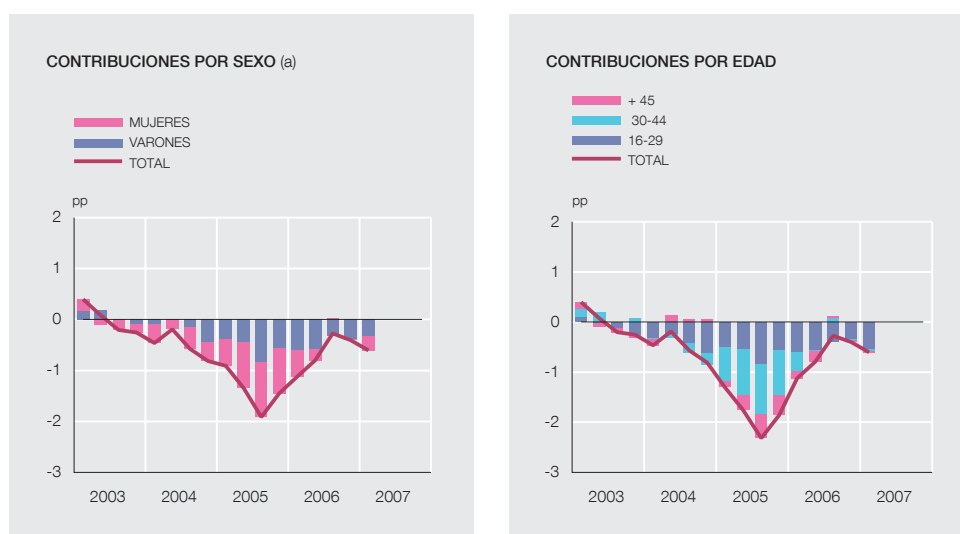 CONTRIBUCIONES POR SEXO (a)
MUJERES
VARONES
TOTAL
pp
2
1
0
-1
-2
-3
2003 2004 2005 2006 2007
CONTRIBUCIONES POR EDAD
+ 45
30-44
16-29
TOTAL
pp
2
1
0
-1
-2
-3
2003 2004 2005 2006 2007